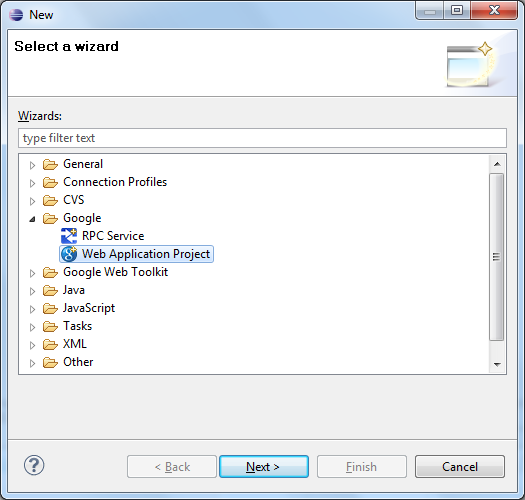 New
Select a wizard
Wizards:
type filter text
General
Connection Profiles
CVS
Google
RPC Service
Web Application Project
Google Web Toolkit
Java
JavaScript
Tasks
XML
Other
? < Back Next > Finish Cancel